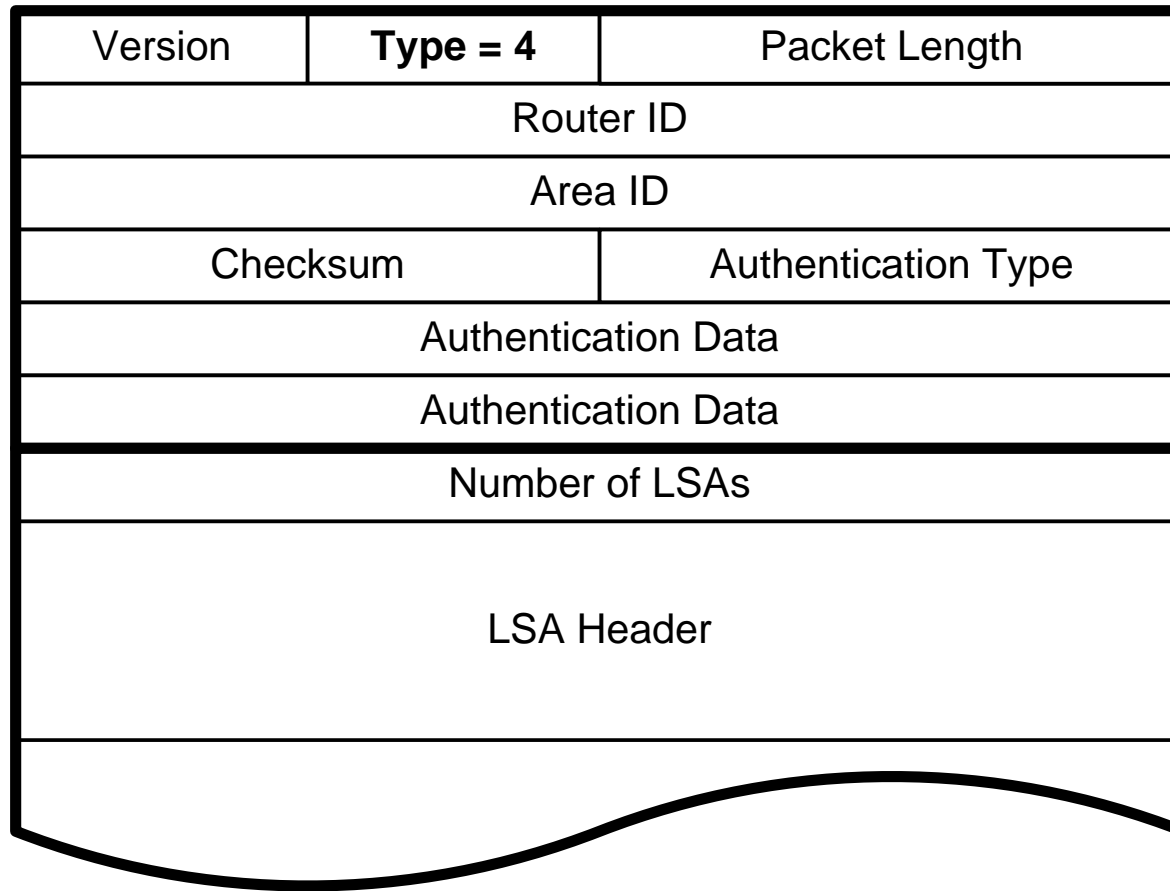 Version Type = 4 Packet Length
Router ID
Area ID
Checksum Authentication Type
Authentication Data
Authentication Data
Number of LSAs
LSA Header